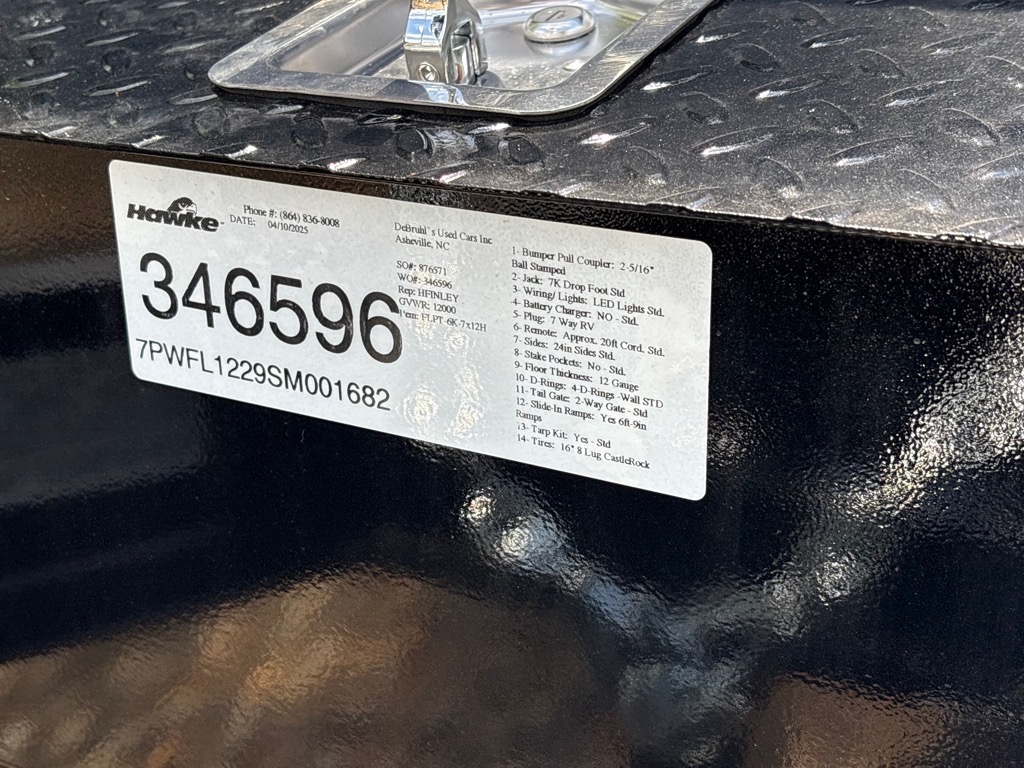 Hawke
Phone #: (864) 836-8008
DATE: 04/10/2025
346596
7PWFL1229SM001682
DeBruhl's Used Cars Inc
Asheville, NC
SO#: 876571
WO#: 346596
Rep: HFINLEY
GVWR: 12000
Item: FLPT-6K-7x12H
1- Bumper Pull Coupler: 2-5/16"
Ball Stamped
2- Jack: 7K Drop Foot Std
3- Wiring/ Lights: LED Lights Std.
4- Battery Charger: NO - Std.
5- Plug: 7 Way RV
6- Remote: Approx. 20ft Cord. Std.
7- Sides: 24in Sides Std.
8- Stake Pockets: No - Std.
9- Floor Thickness: 12 Gauge
10- D-Rings: 4-D-Rings -Wall STD
11- Tail Gate: 2-Way Gate - Std
12- Slide-In Ramps: Yes 6ft-9in
Ramps
13- Tarp Kit: Yes - Std
14- Tires: 16" 8 Lug CastleRock